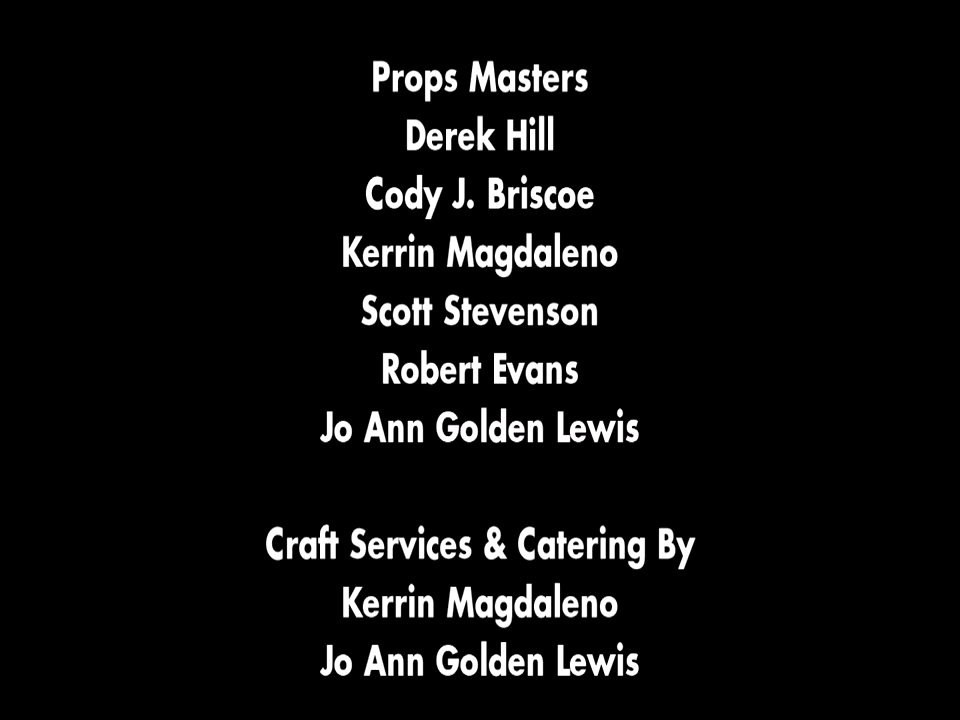 Props Masters
Derek Hill
Cody J. Briscoe
Kerrin Magdaleno
Scott Stevenson
Robert Evans
Jo Ann Golden Lewis
Craft Services & Catering By
Kerrin Magdaleno
Jo Ann Golden Lewis